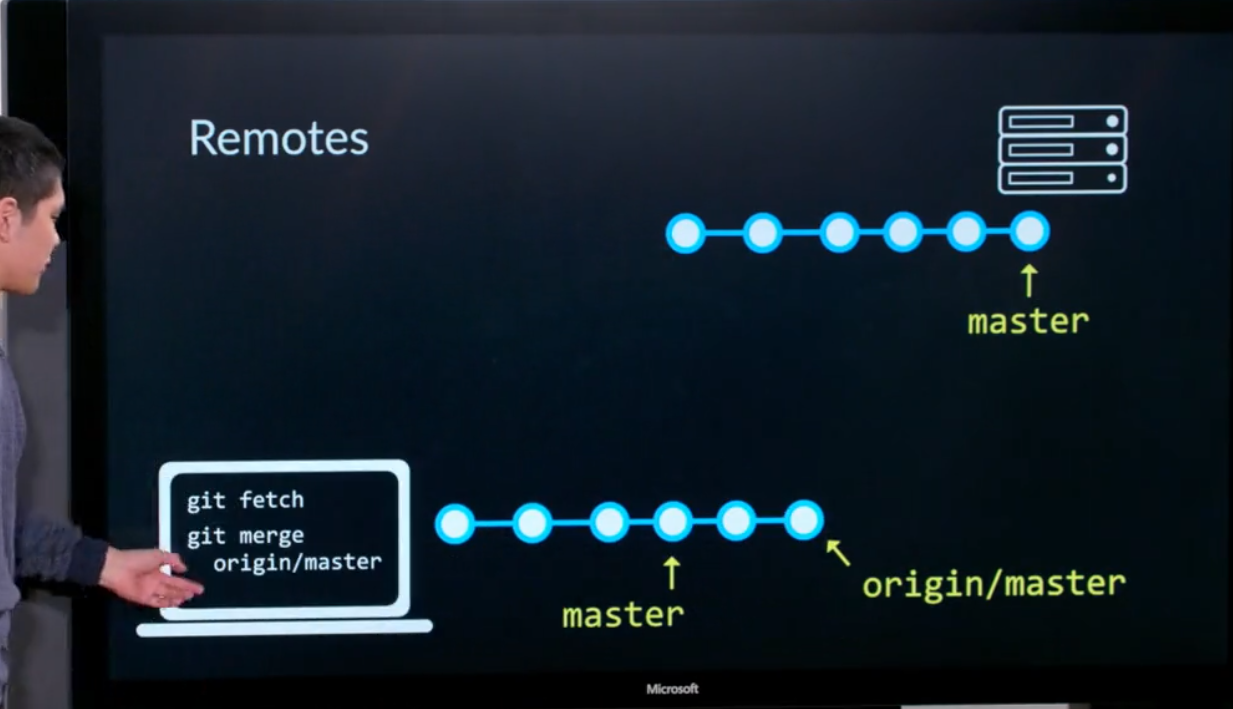 Remotes
master
git fetch
git merge
origin/master
master
origin/master
Microsoft